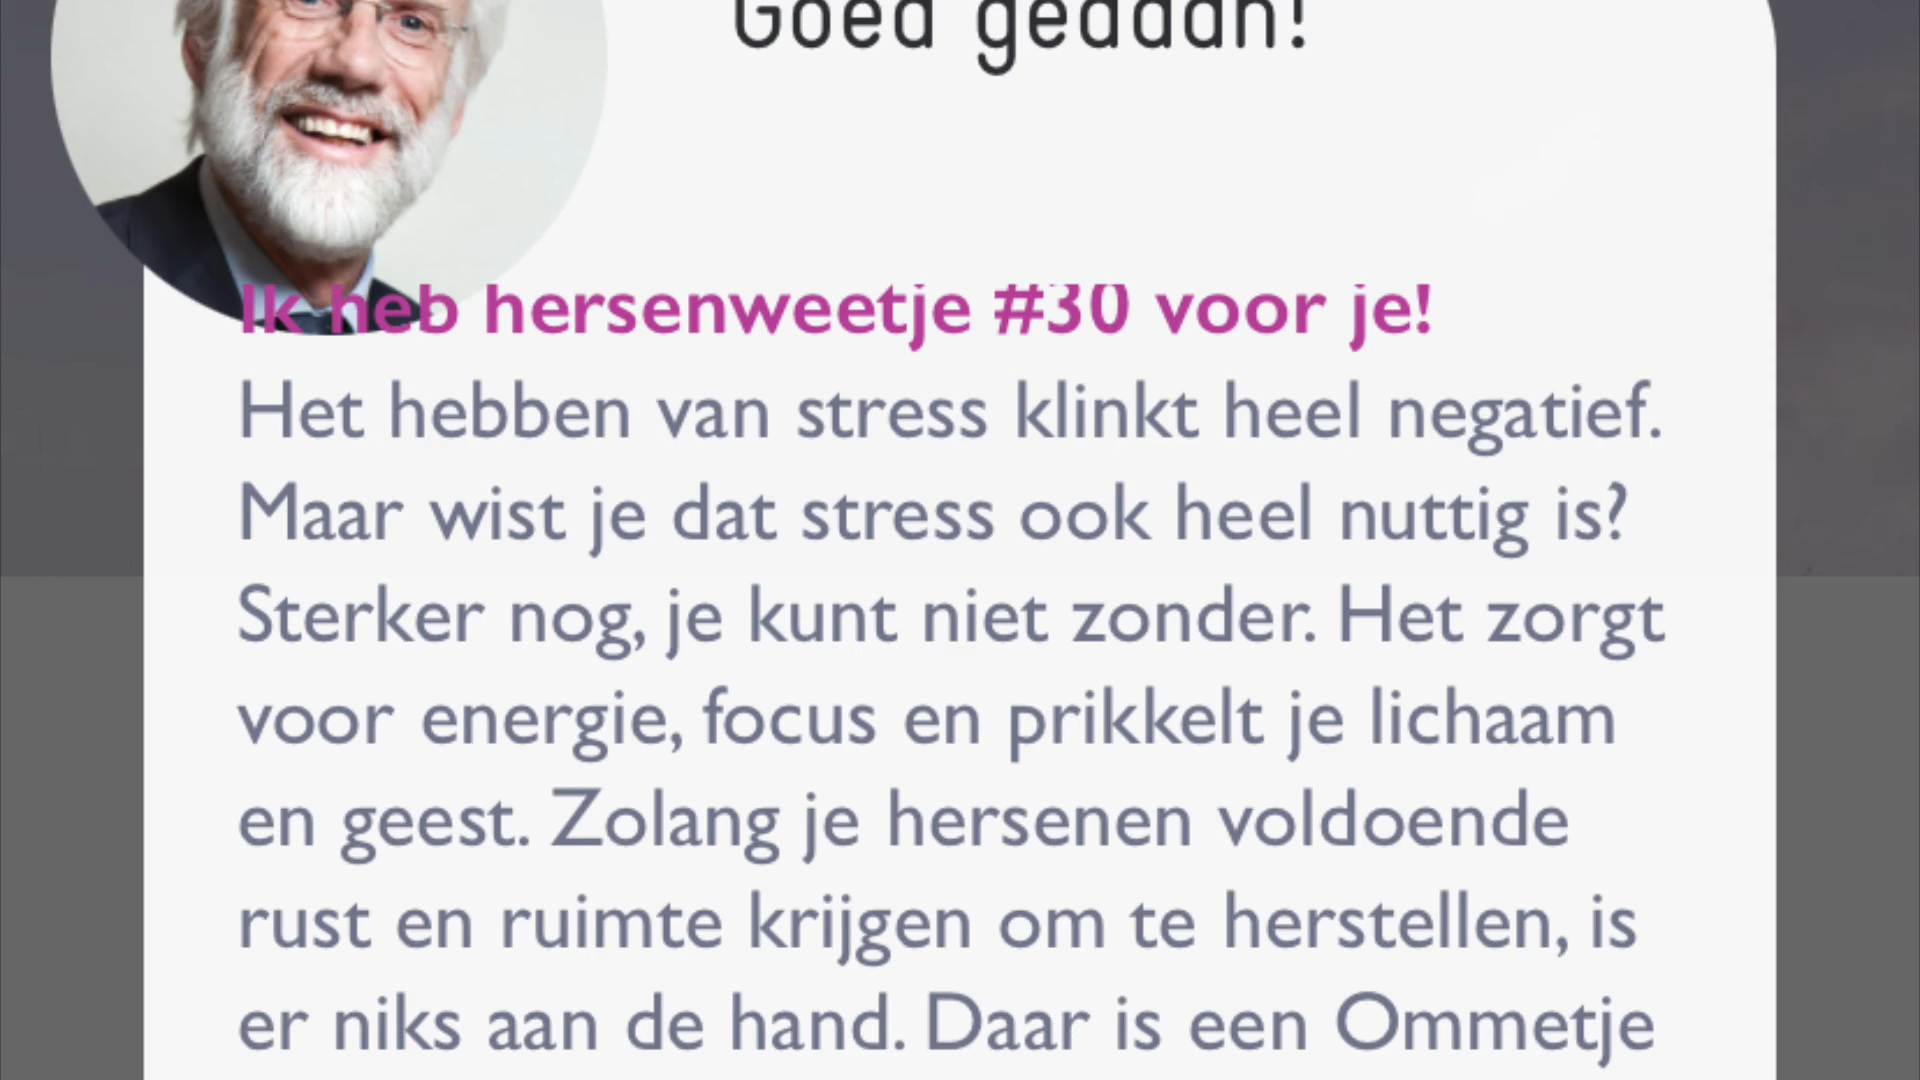 Goed gedaan!
Ik heb hersenweetje #30 voor je!
Het hebben van stress klinkt heel negatief.
Maar wist je dat stress ook heel nuttig is?
Sterker nog, je kunt niet zonder. Het zorgt
voor energie, focus en prikkelt je lichaam
en geest. Zolang je hersenen voldoende
rust en ruimte krijgen om te herstellen, is
er niks aan de hand. Daar is een Ommetje